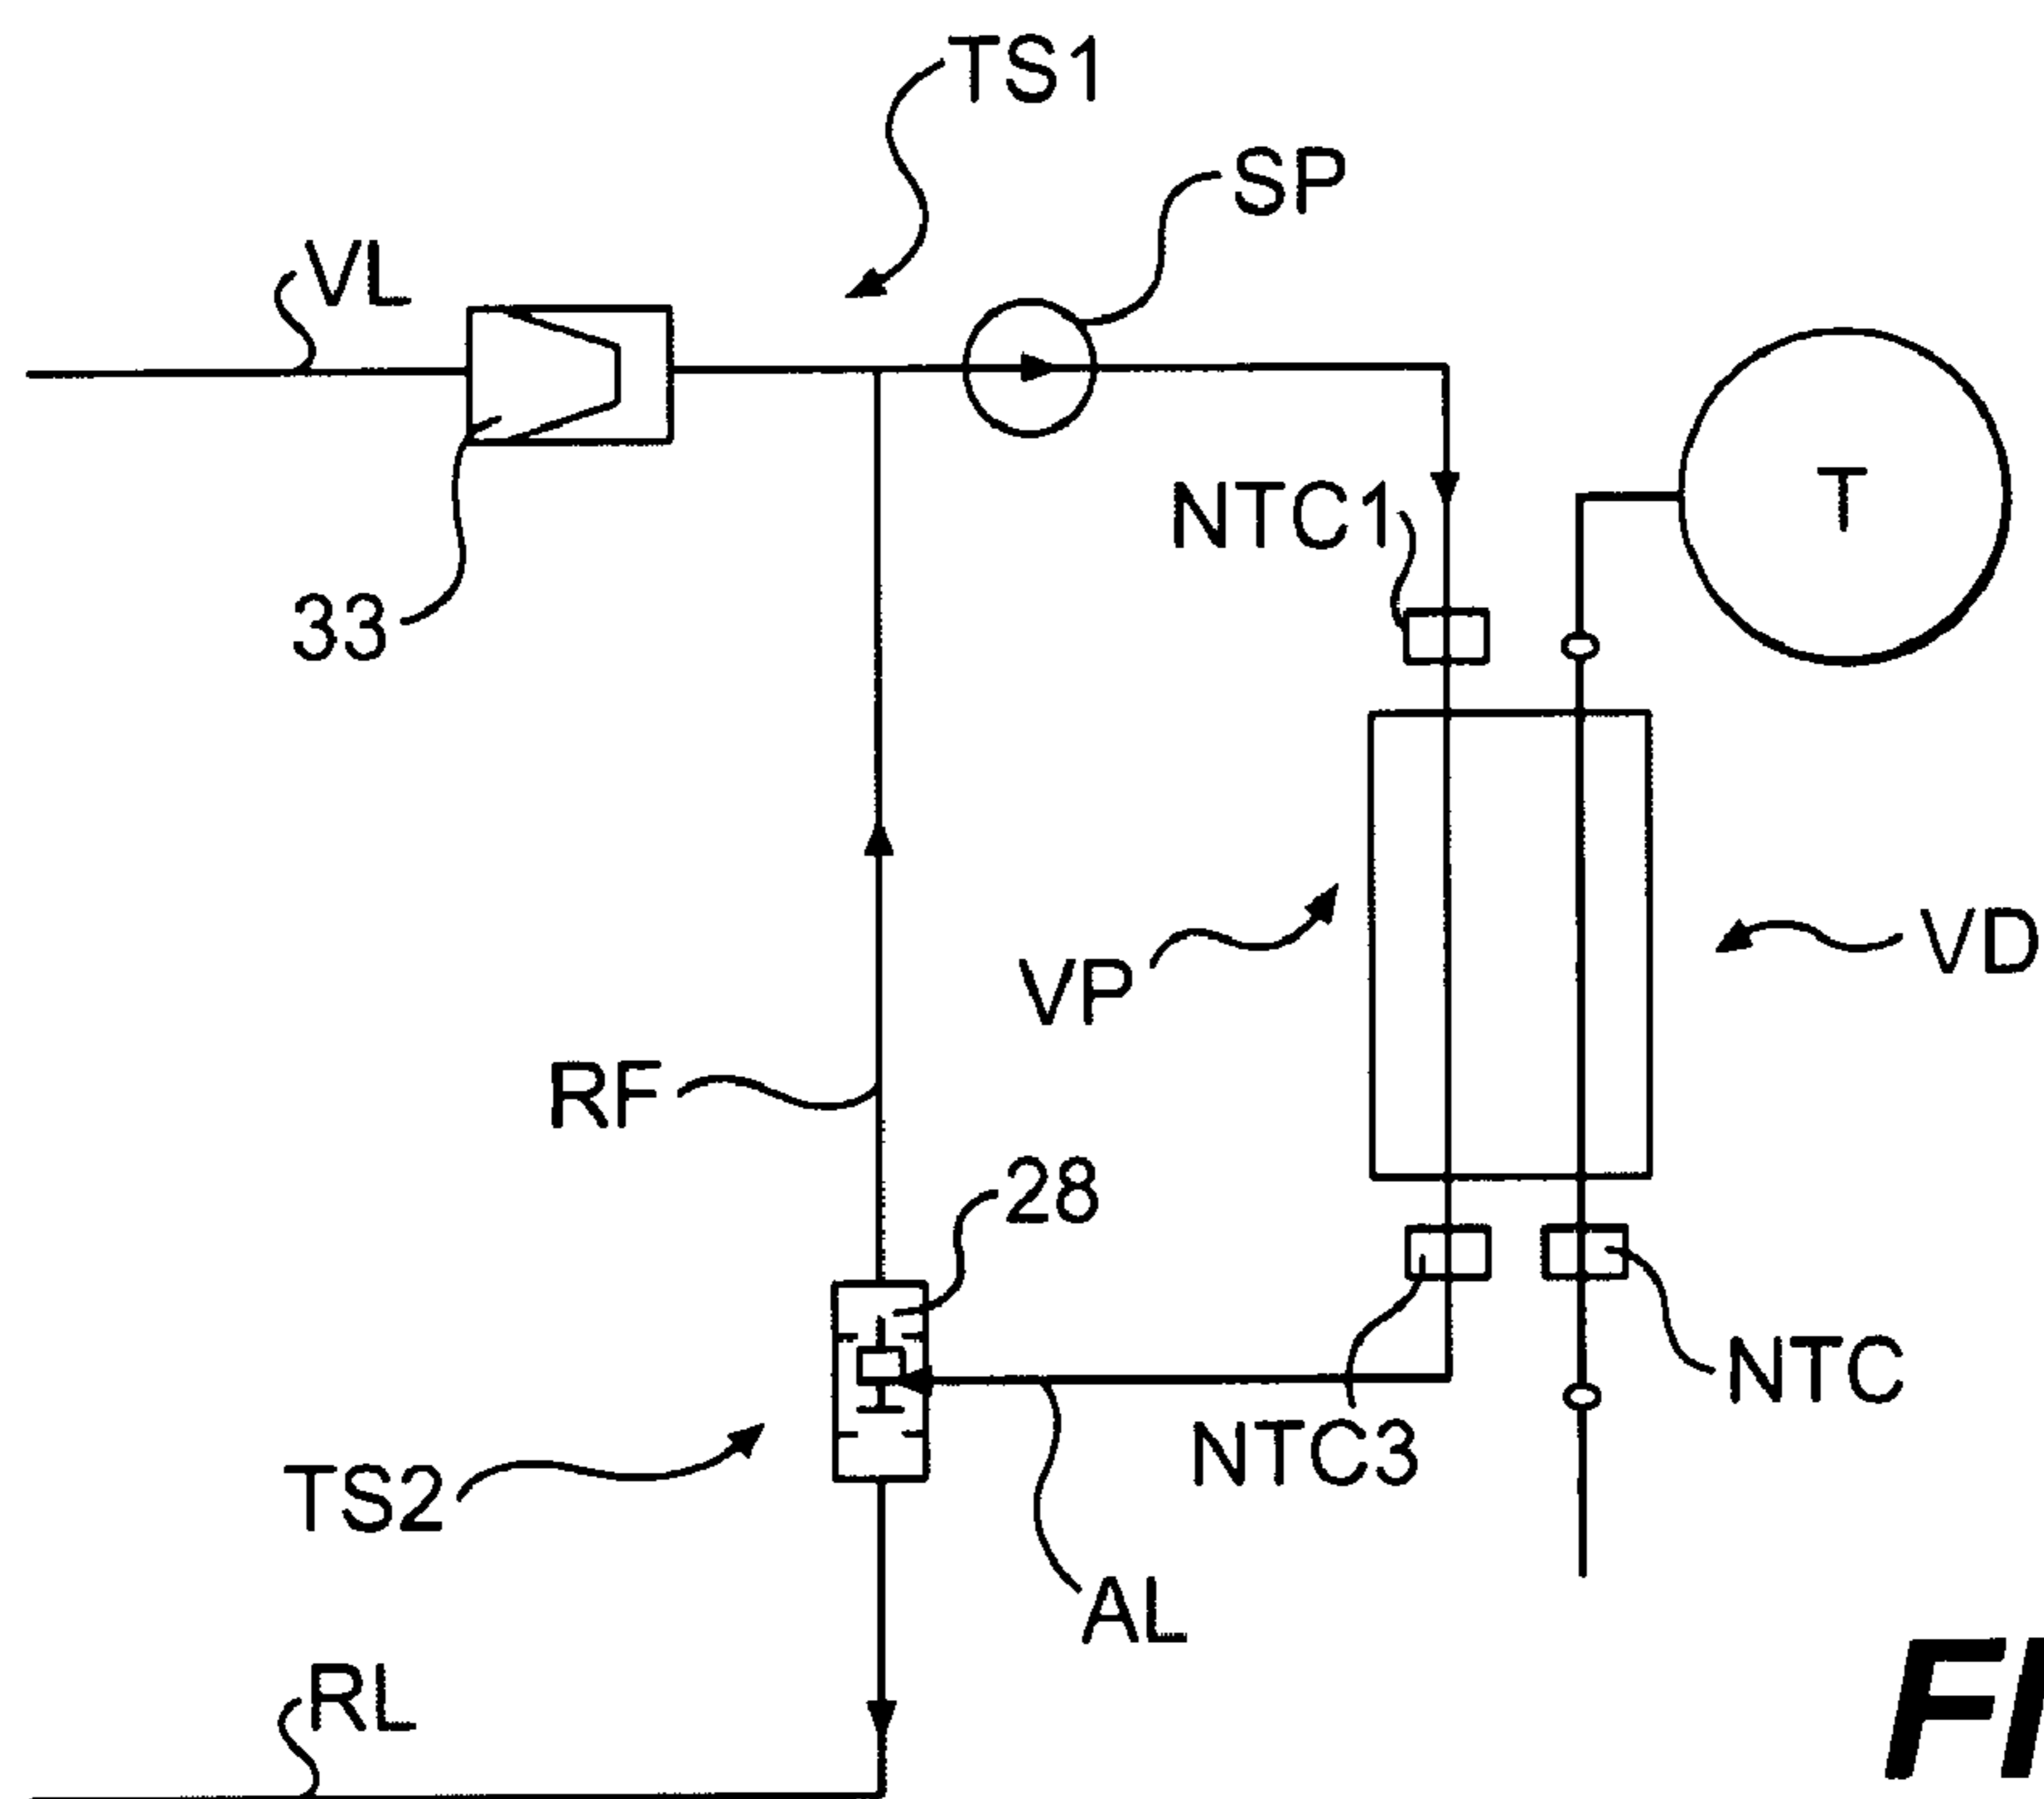 TS1
SP
VL
T
NTC1
33
VD
VP
RF
28
NTC
NTC3
TS2
AL
RL
FI